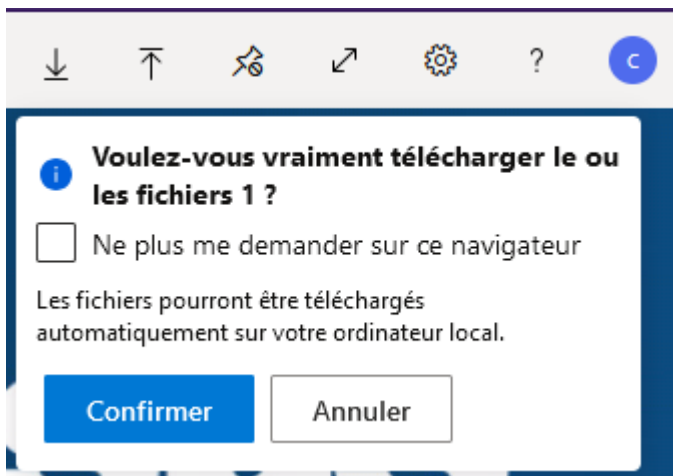 ?
C
Voulez-vous vraiment télécharger le ou
les fichiers 1 ?
Ne plus me demander sur ce navigateur
Les fichiers pourront être téléchargés
automatiquement sur votre ordinateur local.
Confirmer
Annuler